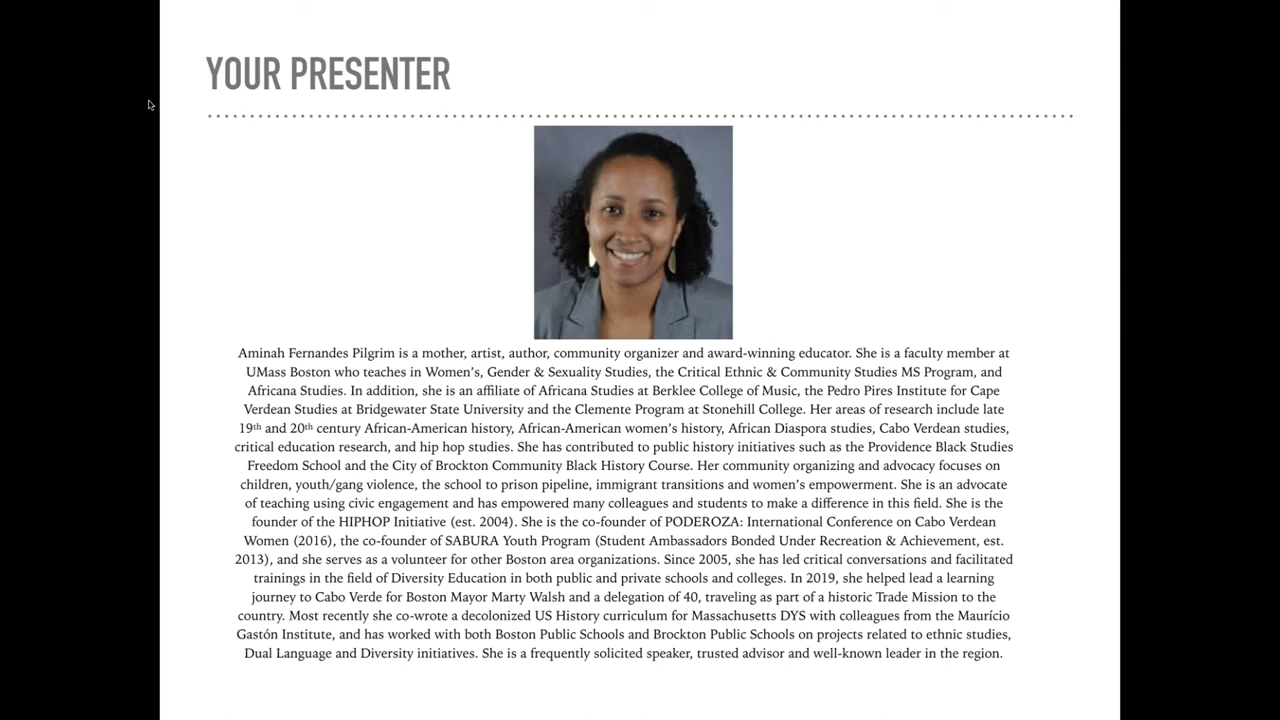 YOUR PRESENTER
Aminah Fernandes Pilgrim is a mother, artist, author, community organizer and award-winning educator. She is a faculty member at
UMass Boston who teaches in Women’s, Gender & Sexuality Studies, the Critical Ethnic & Community Studies MS Program, and
Africana Studies. In addition, she is an affiliate of Africana Studies at Berklee College of Music, the Pedro Pires Institute for Cape
Verdean Studies at Bridgewater State University and the Clemente Program at Stonehill College. Her areas of research include late
19th and 20th century African-American history, African-American women’s history, African Diaspora studies, Cabo Verdean studies,
critical education research, and hip hop studies. She has contributed to public history initiatives such as the Providence Black Studies
Freedom School and the City of Brockton Community Black History Course. Her community organizing and advocacy focuses on
children, youth/gang violence, the school to prison pipeline, immigrant transitions and women’s empowerment. She is an advocate
of teaching using civic engagement and has empowered many colleagues and students to make a difference in this field. She is the
founder of the HIPHOP Initiative (est. 2004). She is the co-founder of PODEROZA: International Conference on Cabo Verdean
Women (2016), the co-founder of SABURA Youth Program (Student Ambassadors Bonded Under Recreation & Achievement, est.
2013), and she serves as a volunteer for other Boston area organizations. Since 2005, she has led critical conversations and facilitated
trainings in the field of Diversity Education in both public and private schools and colleges. In 2019, she helped lead a learning
journey to Cabo Verde for Boston Mayor Marty Walsh and a delegation of 40, traveling as part of a historic Trade Mission to the
country. Most recently she co-wrote a decolonized US History curriculum for Massachusetts DYS with colleagues from the Maurício
Gastón Institute, and has worked with both Boston Public Schools and Brockton Public Schools on projects related to ethnic studies,
Dual Language and Diversity initiatives. She is a frequently solicited speaker, trusted advisor and well-known leader in the region.